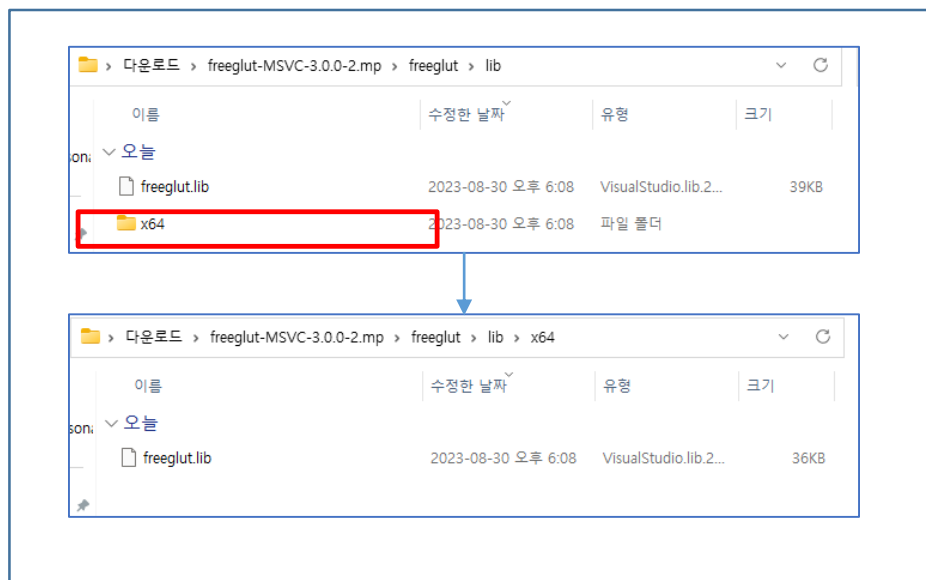 › 다운로드 › freeglut-MSVC-3.0.0-2.mp › freeglut › lib
이름 수정한 날짜 유형 크기
오늘
freeglut.lib 2023-08-30 오후 6:08 VisualStudio.lib.2... 39KB
x64 2023-08-30 오후 6:08 파일 폴더
› 다운로드 › freeglut-MSVC-3.0.0-2.mp › freeglut › lib › x64
이름 수정한 날짜 유형 크기
오늘
freeglut.lib 2023-08-30 오후 6:08 VisualStudio.lib.2... 36KB